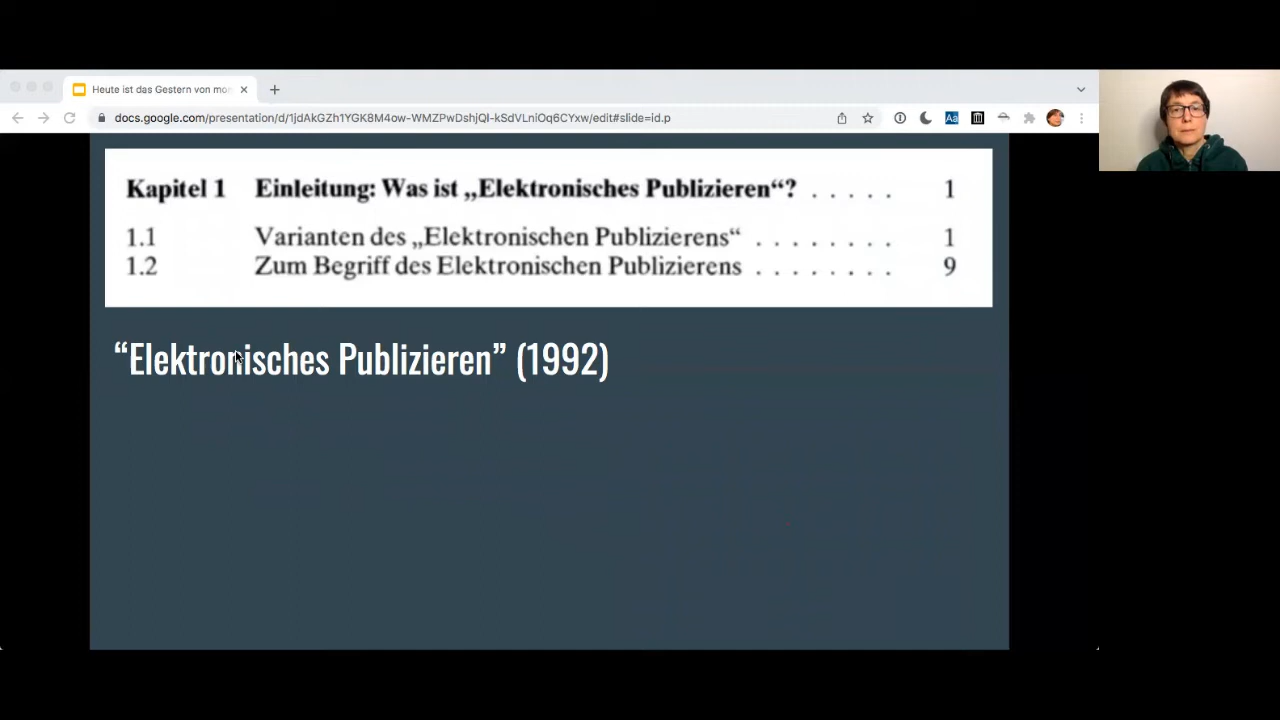 Heute ist das Gestern von mor
docs.google.com/presentation/d/1jdAkGZh1YGK8M4ow-WMZPwDshjQl-kSdVLniOq6CYxw/edit#slide=id.p
Aa
Kapitel 1 Einleitung: Was ist „Elektronisches Publizieren“? . . . . . 1
1.1 Varianten des „Elektronischen Publizierens“ . . . . . . . . 1
1.2 Zum Begriff des Elektronischen Publizierens . . . . . . . . 9
“Elektronisches Publizieren” (1992)